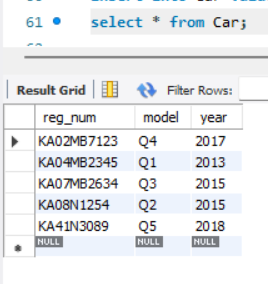 61 select * from Car;
Result Grid Filter Rows:
reg_num model year
KA02MB7123 Q4 2017
KA04MB2345 Q1 2013
KA07MB2634 Q3 2015
KA08N1254 Q2 2015
KA41N3089 Q5 2018
NULL NULL NULL